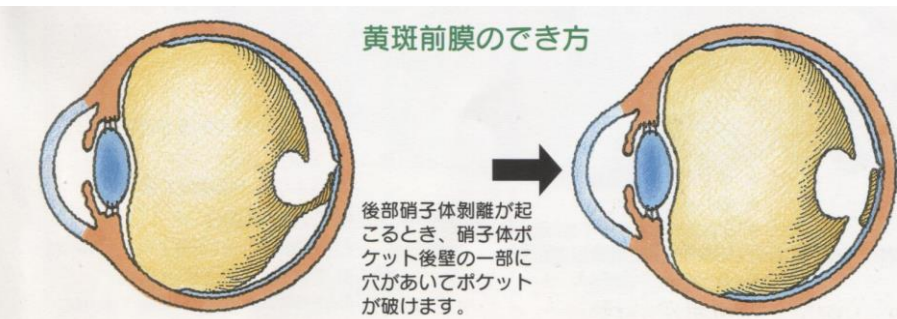 黄斑前膜のでき方
後部硝子体剝離が起
こるとき、硝子体ポ
ケット後壁の一部に
穴があいてポケット
が破けます。